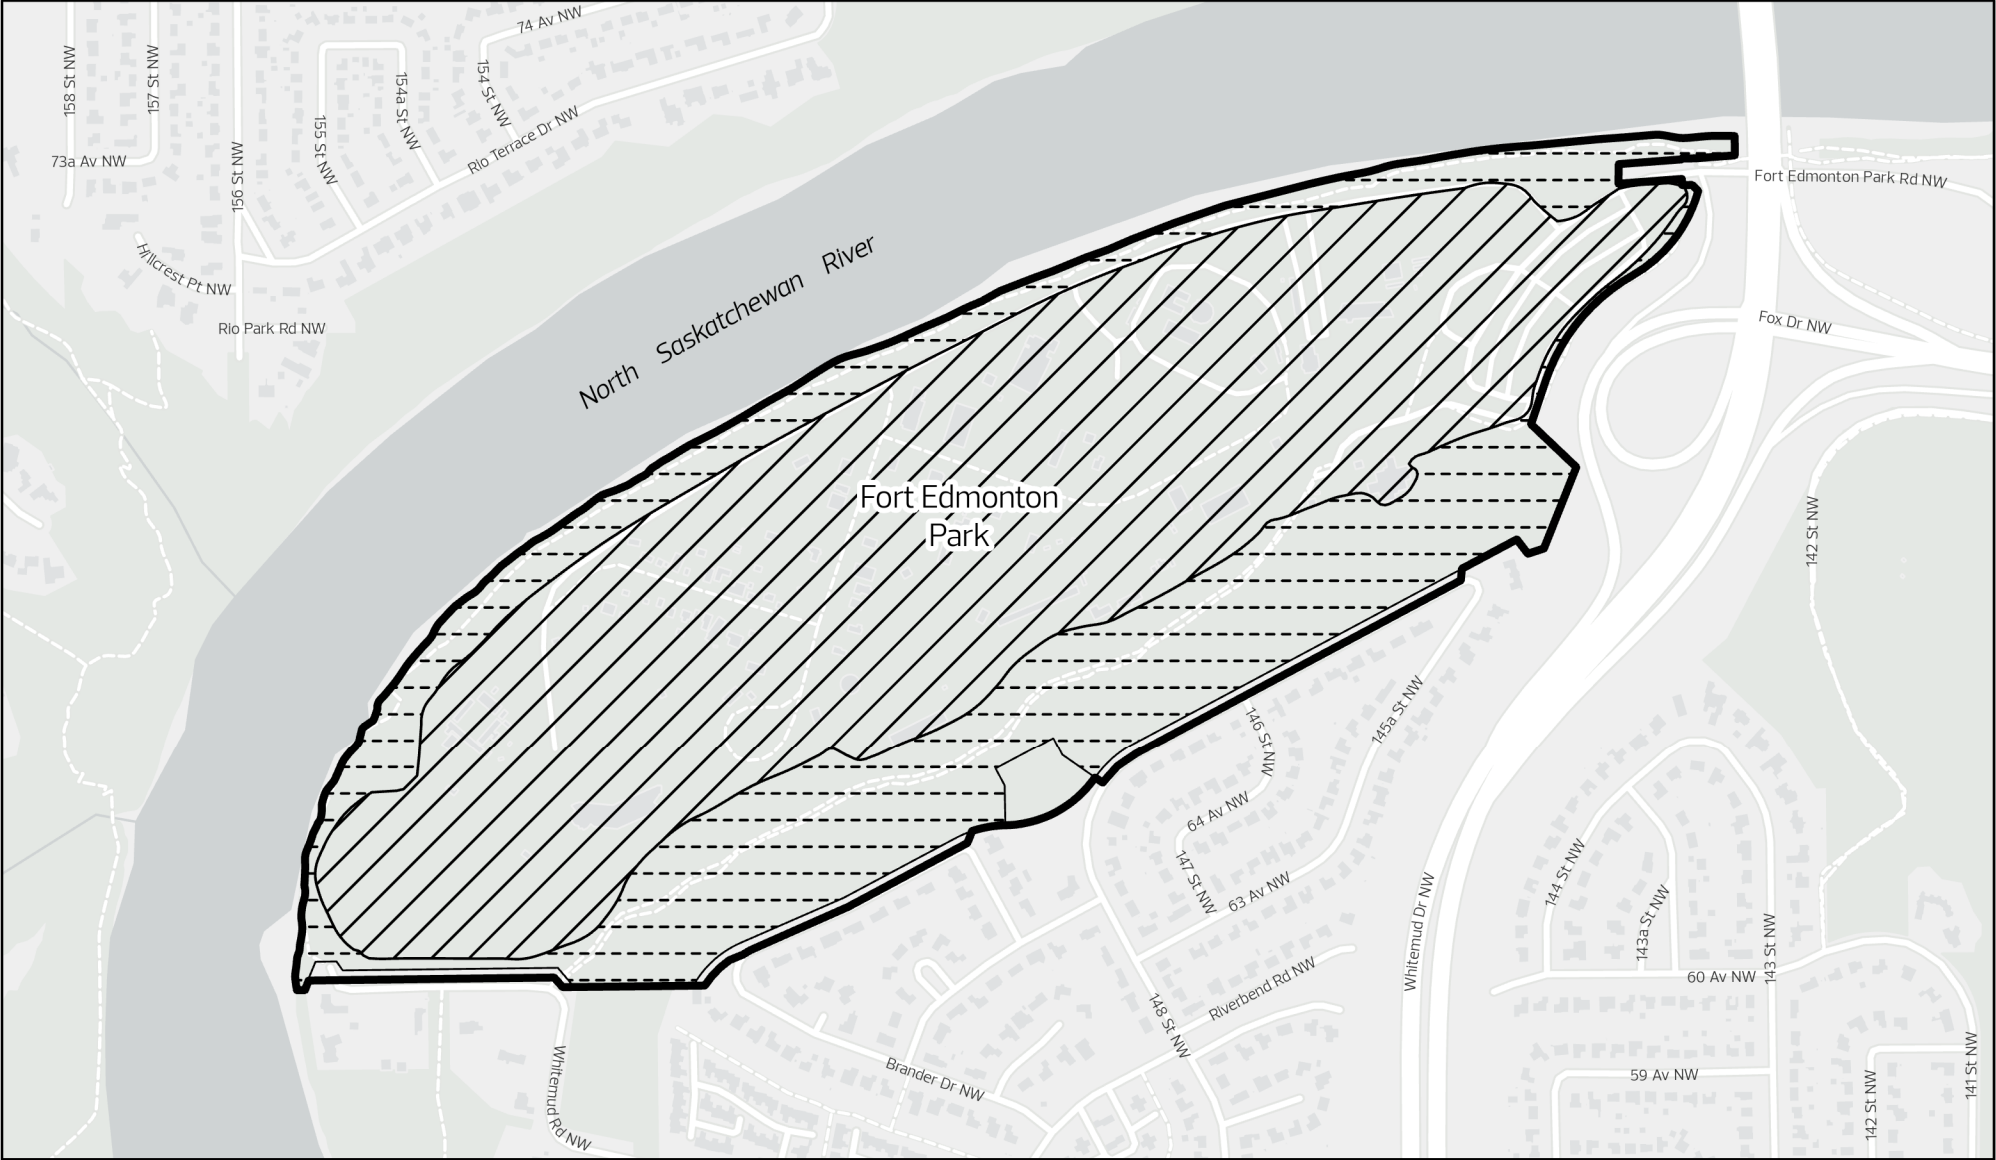 74 Av NW
158 St NW
157 St NW
154a St NW
154 St NW
155 St NW
Rio Terrace Dr NW
73a Av NW
156 St NW
Fort Edmonton Park Rd NW
Hillcrest Pt NW
North Saskatchewan River
Rio Park Rd NW
Fox Dr NW
Fort Edmonton
Park
142 St NW
145a St NW
146 St NW
64 Av NW
147 St NW
63 Av NW
144 St NW
143a St NW
143 St NW
Whitemud Dr NW
60 Av NW
Riverbend Rd NW
148 St NW
Whitemud Rd NW
Brander Dr NW
59 Av NW
142 St NW
141 St NW